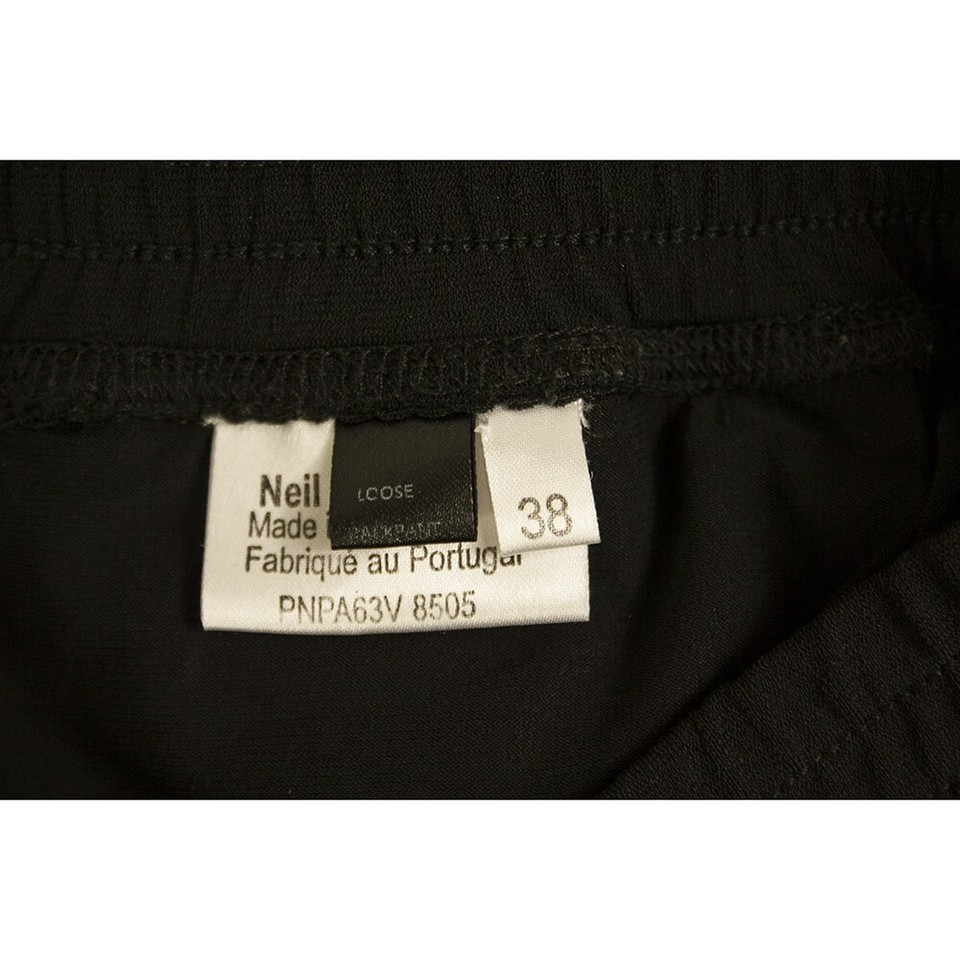 Neil
LOOSE
Made
38
Fabriqué au Portugal
PNPA63V 8505